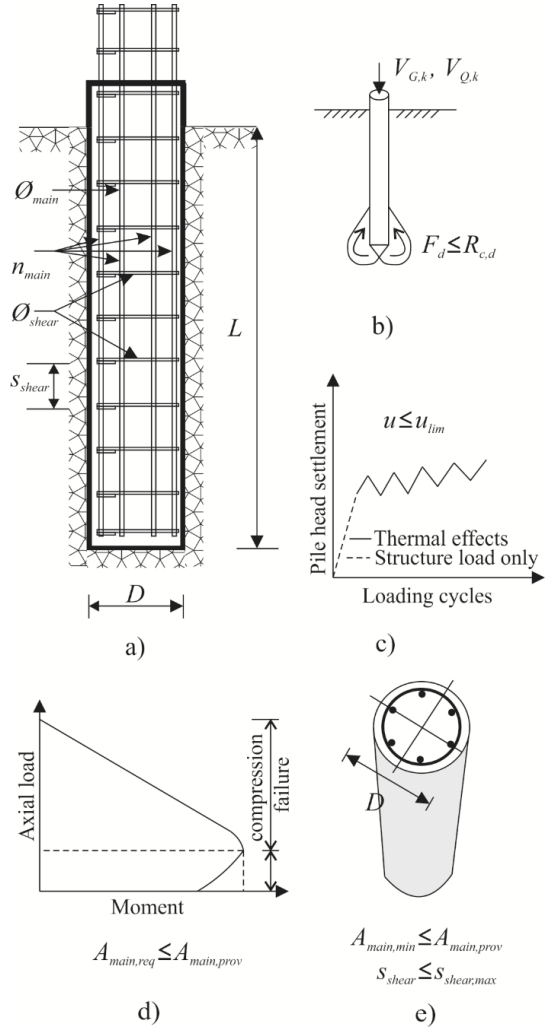 Ø_main
n_main
Ø_shear
s_shear
L
D
a)
V_G,k, V_Q,k
F_d≤R_c,d
b)
Pile head settlement
u≤u_lim
Thermal effects
Structure load only
Loading cycles
c)
Axial load
compression
failure
Moment
A_main,req≤A_main,prov
d)
D
A_main,min≤A_main,prov
s_shear≤s_shear,max
e)